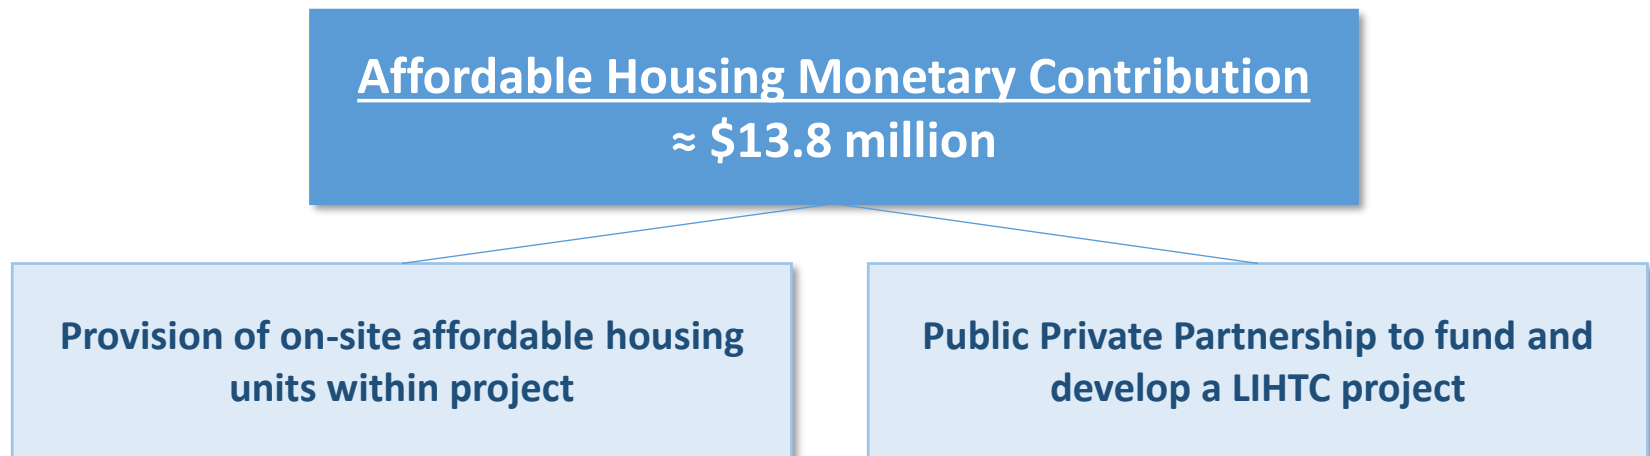 Affordable Housing Monetary Contribution
≈ $13.8 million
Provision of on-site affordable housing
units within project
Public Private Partnership to fund and
develop a LIHTC project